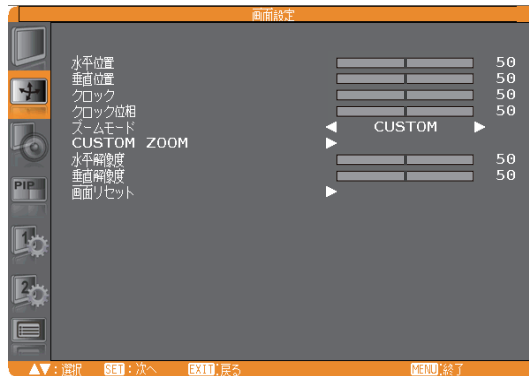 画面設定
水平位置 50
垂直位置 50
クロック 50
クロック位相 50
ズームモード CUSTOM
CUSTOM ZOOM
水平解像度 50
垂直解像度 50
画面リセット
PIP
1
2
▲▼:選択 SET:次へ EXIT:戻る MENU:終了